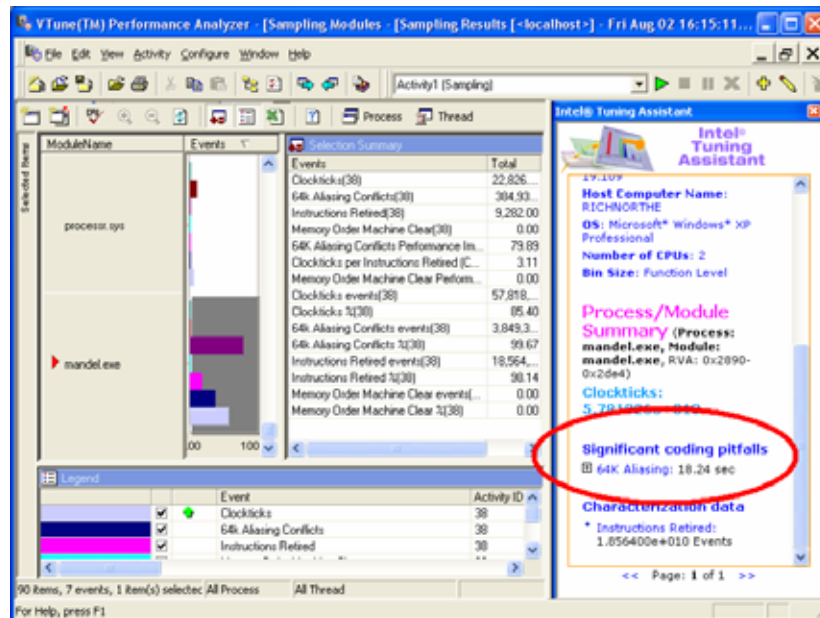 VTune(TM) Performance Analyzer - [Sampling Modules - [Sampling Results [<localhost>] - Fri Aug 02 16:15:11...
File Edit View Activity Configure Window Help
Activity1 (Sampling)
Process Thread
Selected Items
ModuleName Events
processor.sys
mandel.exe
.00 100
Selection Summary
Events Total
Clockticks(38) 22,826....
64k Aliasing Conflicts(38) 384,93...
Instructions Retired(38) 9,282.00
Memory Order Machine Clear(38) 0.00
64K Aliasing Conflicts Performance Im... 79.89
Clockticks per Instructions Retired (C... 3.11
Memory Order Machine Clear Perform... 0.00
Clockticks events(38) 57,818,...
Clockticks %(38) 85.40
64k Aliasing Conflicts events(38) 3,849,3...
64k Aliasing Conflicts %(38) 99.67
Instructions Retired events(38) 18,564,...
Instructions Retired %(38) 98.14
Memory Order Machine Clear events(... 0.00
Memory Order Machine Clear %(38) 0.00
Legend
Event Activity ID
Clockticks 38
64k Aliasing Conflicts 38
Instructions Retired 38
Intel® Tuning Assistant
Intel®
Tuning
Assistant
19.109
Host Computer Name:
RICHNORTHE
OS: Microsoft* Windows* XP
Professional
Number of CPUs: 2
Bin Size: Function Level
Process/Module
Summary (Process:
mandel.exe, Module:
mandel.exe, RVA: 0x2890-
0x2de4)
Clockticks:
Significant coding pitfalls
64K Aliasing: 18.24 sec
Characterization data
* Instructions Retired:
1.856400e+010 Events
<< Page: 1 of 1 >>
90 items, 7 events, 1 item(s) selectec All Process All Thread
For Help, press F1